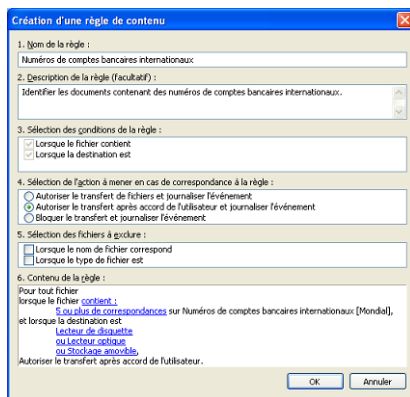 Création d'une règle de contenu
1. Nom de la règle :
Numéros de comptes bancaires internationaux
2. Description de la règle (facultatif) :
Identifier les documents contenant des numéros de comptes bancaires internationaux.
3. Sélection des conditions de la règle :
Lorsque le fichier contient
Lorsque la destination est
4. Sélection de l'action à mener en cas de correspondance à la règle :
Autoriser le transfert de fichiers et journaliser l'événement
Autoriser le transfert après accord de l'utilisateur et journaliser l'événement
Bloquer le transfert et journaliser l'événement
5. Sélection des fichiers à exclure :
Lorsque le nom de fichier correspond
Lorsque le type de fichier est
6. Contenu de la règle :
Pour tout fichier
lorsque le fichier contient :
5 ou plus de correspondances sur Numéros de comptes bancaires internationaux [Mondial],
et lorsque la destination est
Lecteur de disquette
ou Lecteur optique
ou Stockage amovible,
Autoriser le transfert après accord de l'utilisateur.
OK Annuler